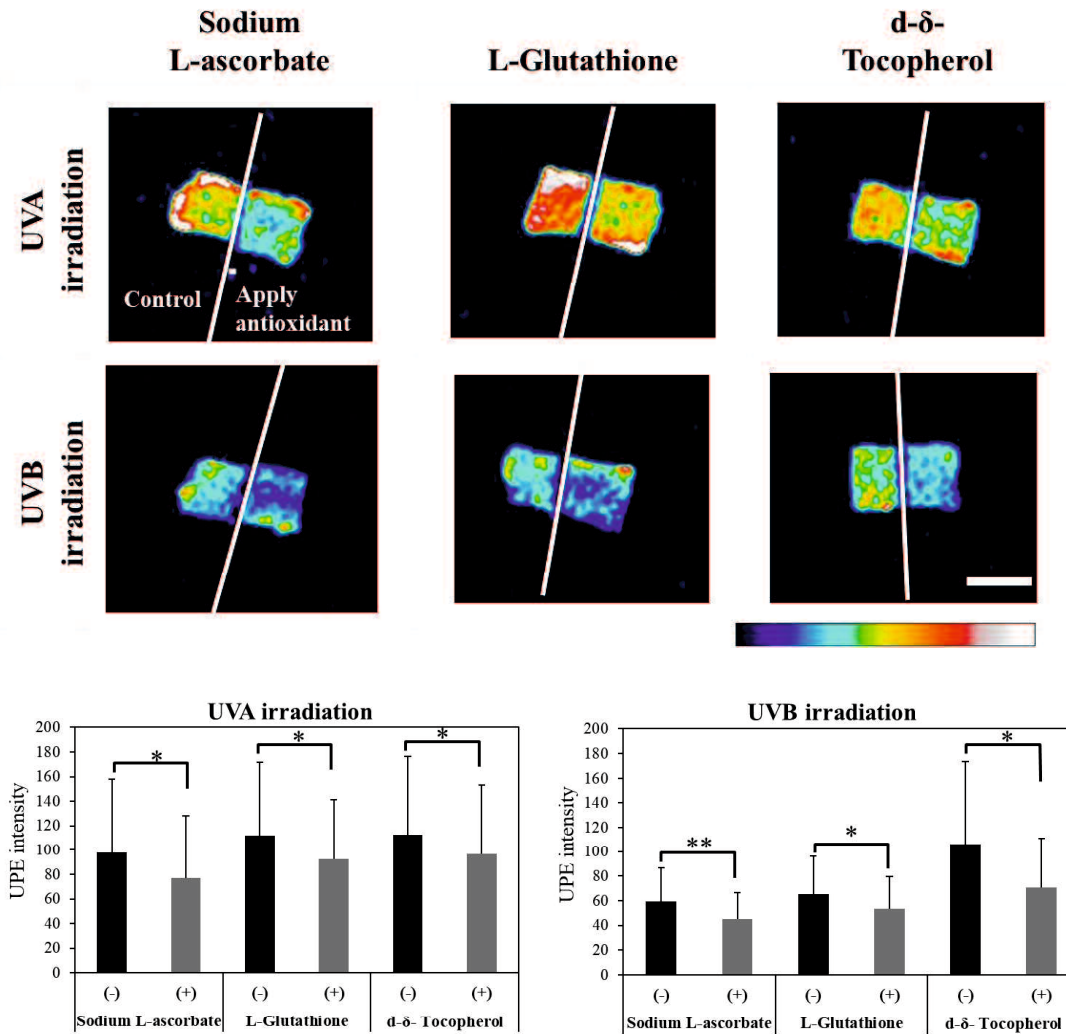 Sodium
L-ascorbate
L-Glutathione
d-δ-
Tocopherol
UVA
irradiation
Control
Apply
antioxidant
UVB
irradiation
UVA irradiation
UPE intensity
200
180
160
140
120
100
80
60
40
20
0
*
*
*
(-)
(+)
(-)
(+)
(-)
(+)
Sodium L-ascorbate
L-Glutathione
d-δ- Tocopherol
UVB irradiation
UPE intensity
200
180
160
140
120
100
80
60
40
20
0
**
*
*
(-)
(+)
(-)
(+)
(-)
(+)
Sodium L-ascorbate
L-Glutathione
d-δ- Tocopherol